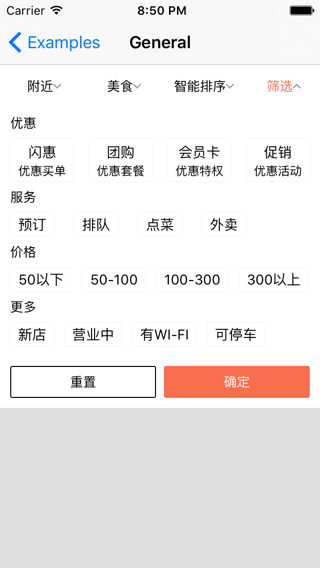 Carrier 8:50 PM
Examples General
附近 美食 智能排序 筛选
优惠
闪惠 团购 会员卡 促销
优惠买单 优惠套餐 优惠特权 优惠活动
服务
预订 排队 点菜 外卖
价格
50以下 50-100 100-300 300以上
更多
新店 营业中 有WI-FI 可停车
重置 确定